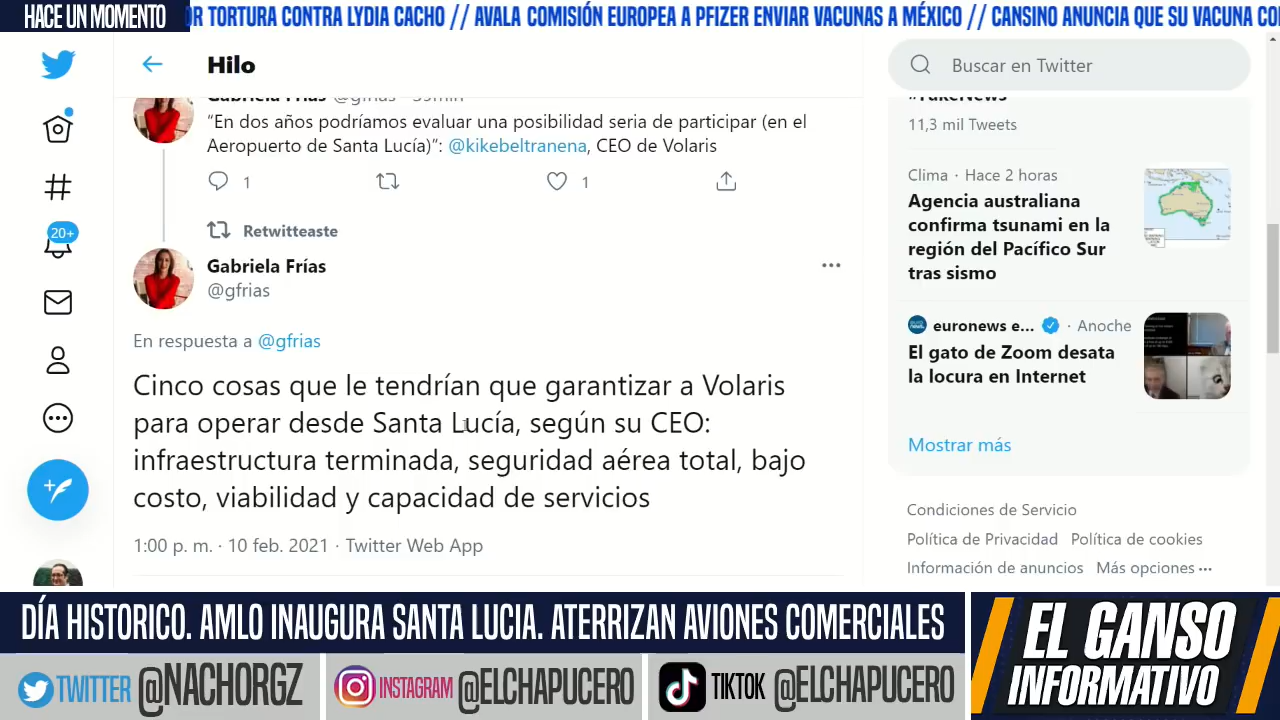 HACE UN MOMENTO
OR TORTURA CONTRA LYDIA CACHO // AVALA COMISIÓN EUROPEA A PFIZER ENVIAR VACUNAS A MÉXICO // CANSINO ANUNCIA QUE SU VACUNA CO
Hilo
Gabriela Frías @gfrias · 39min
"En dos años podríamos evaluar una posibilidad seria de participar (en el
Aeropuerto de Santa Lucía)": @kikebeltranena, CEO de Volaris
1
1
Retwitteaste
Gabriela Frías
@gfrias
En respuesta a @gfrias
Cinco cosas que le tendrían que garantizar a Volaris
para operar desde Santa Lucía, según su CEO:
infraestructura terminada, seguridad aérea total, bajo
costo, viabilidad y capacidad de servicios
1:00 p. m. · 10 feb. 2021 · Twitter Web App
20+
Buscar en Twitter
#FakeNews
11,3 mil Tweets
Clima · Hace 2 horas
Agencia australiana
confirma tsunami en la
región del Pacífico Sur
tras sismo
euronews e... · Anoche
El gato de Zoom desata
la locura en Internet
Mostrar más
Condiciones de Servicio
Política de Privacidad Política de cookies
Información de anuncios Más opciones ···
DÍA HISTORICO. AMLO INAUGURA SANTA LUCIA. ATERRIZAN AVIONES COMERCIALES
TWITTER @NACHORGZ
INSTAGRAM @ELCHAPUCERO
TIKTOK @ELCHAPUCERO
EL GANSO
INFORMATIVO